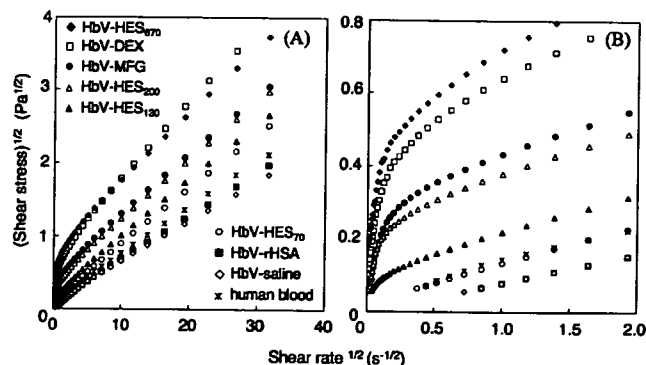 (Shear stress)1/2 (Pa1/2)
4
3
2
1
0
(A)
◆ HbV-HES670
□ HbV-DEX
● HbV-MFG
△ HbV-HES200
▲ HbV-HES130
○ HbV-HES70
■ HbV-rHSA
◇ HbV-saline
× human blood
0 10 20 30 40
0.8
0.6
0.4
0.2
0
(B)
0 0.5 1.0 1.5 2.0
Shear rate 1/2 (s-1/2)